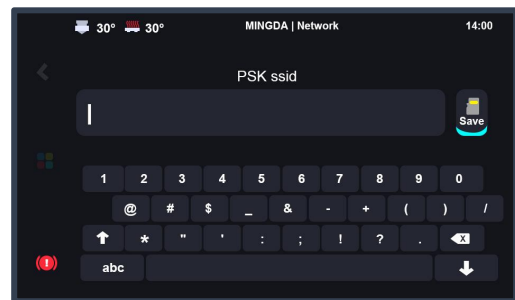 30° 30° MINGDA | Network 14:00
PSK ssid
Save
1 2 3 4 5 6 7 8 9 0
@ # $ _ & - + ( ) /
* " ' : ; ! ? .
abc